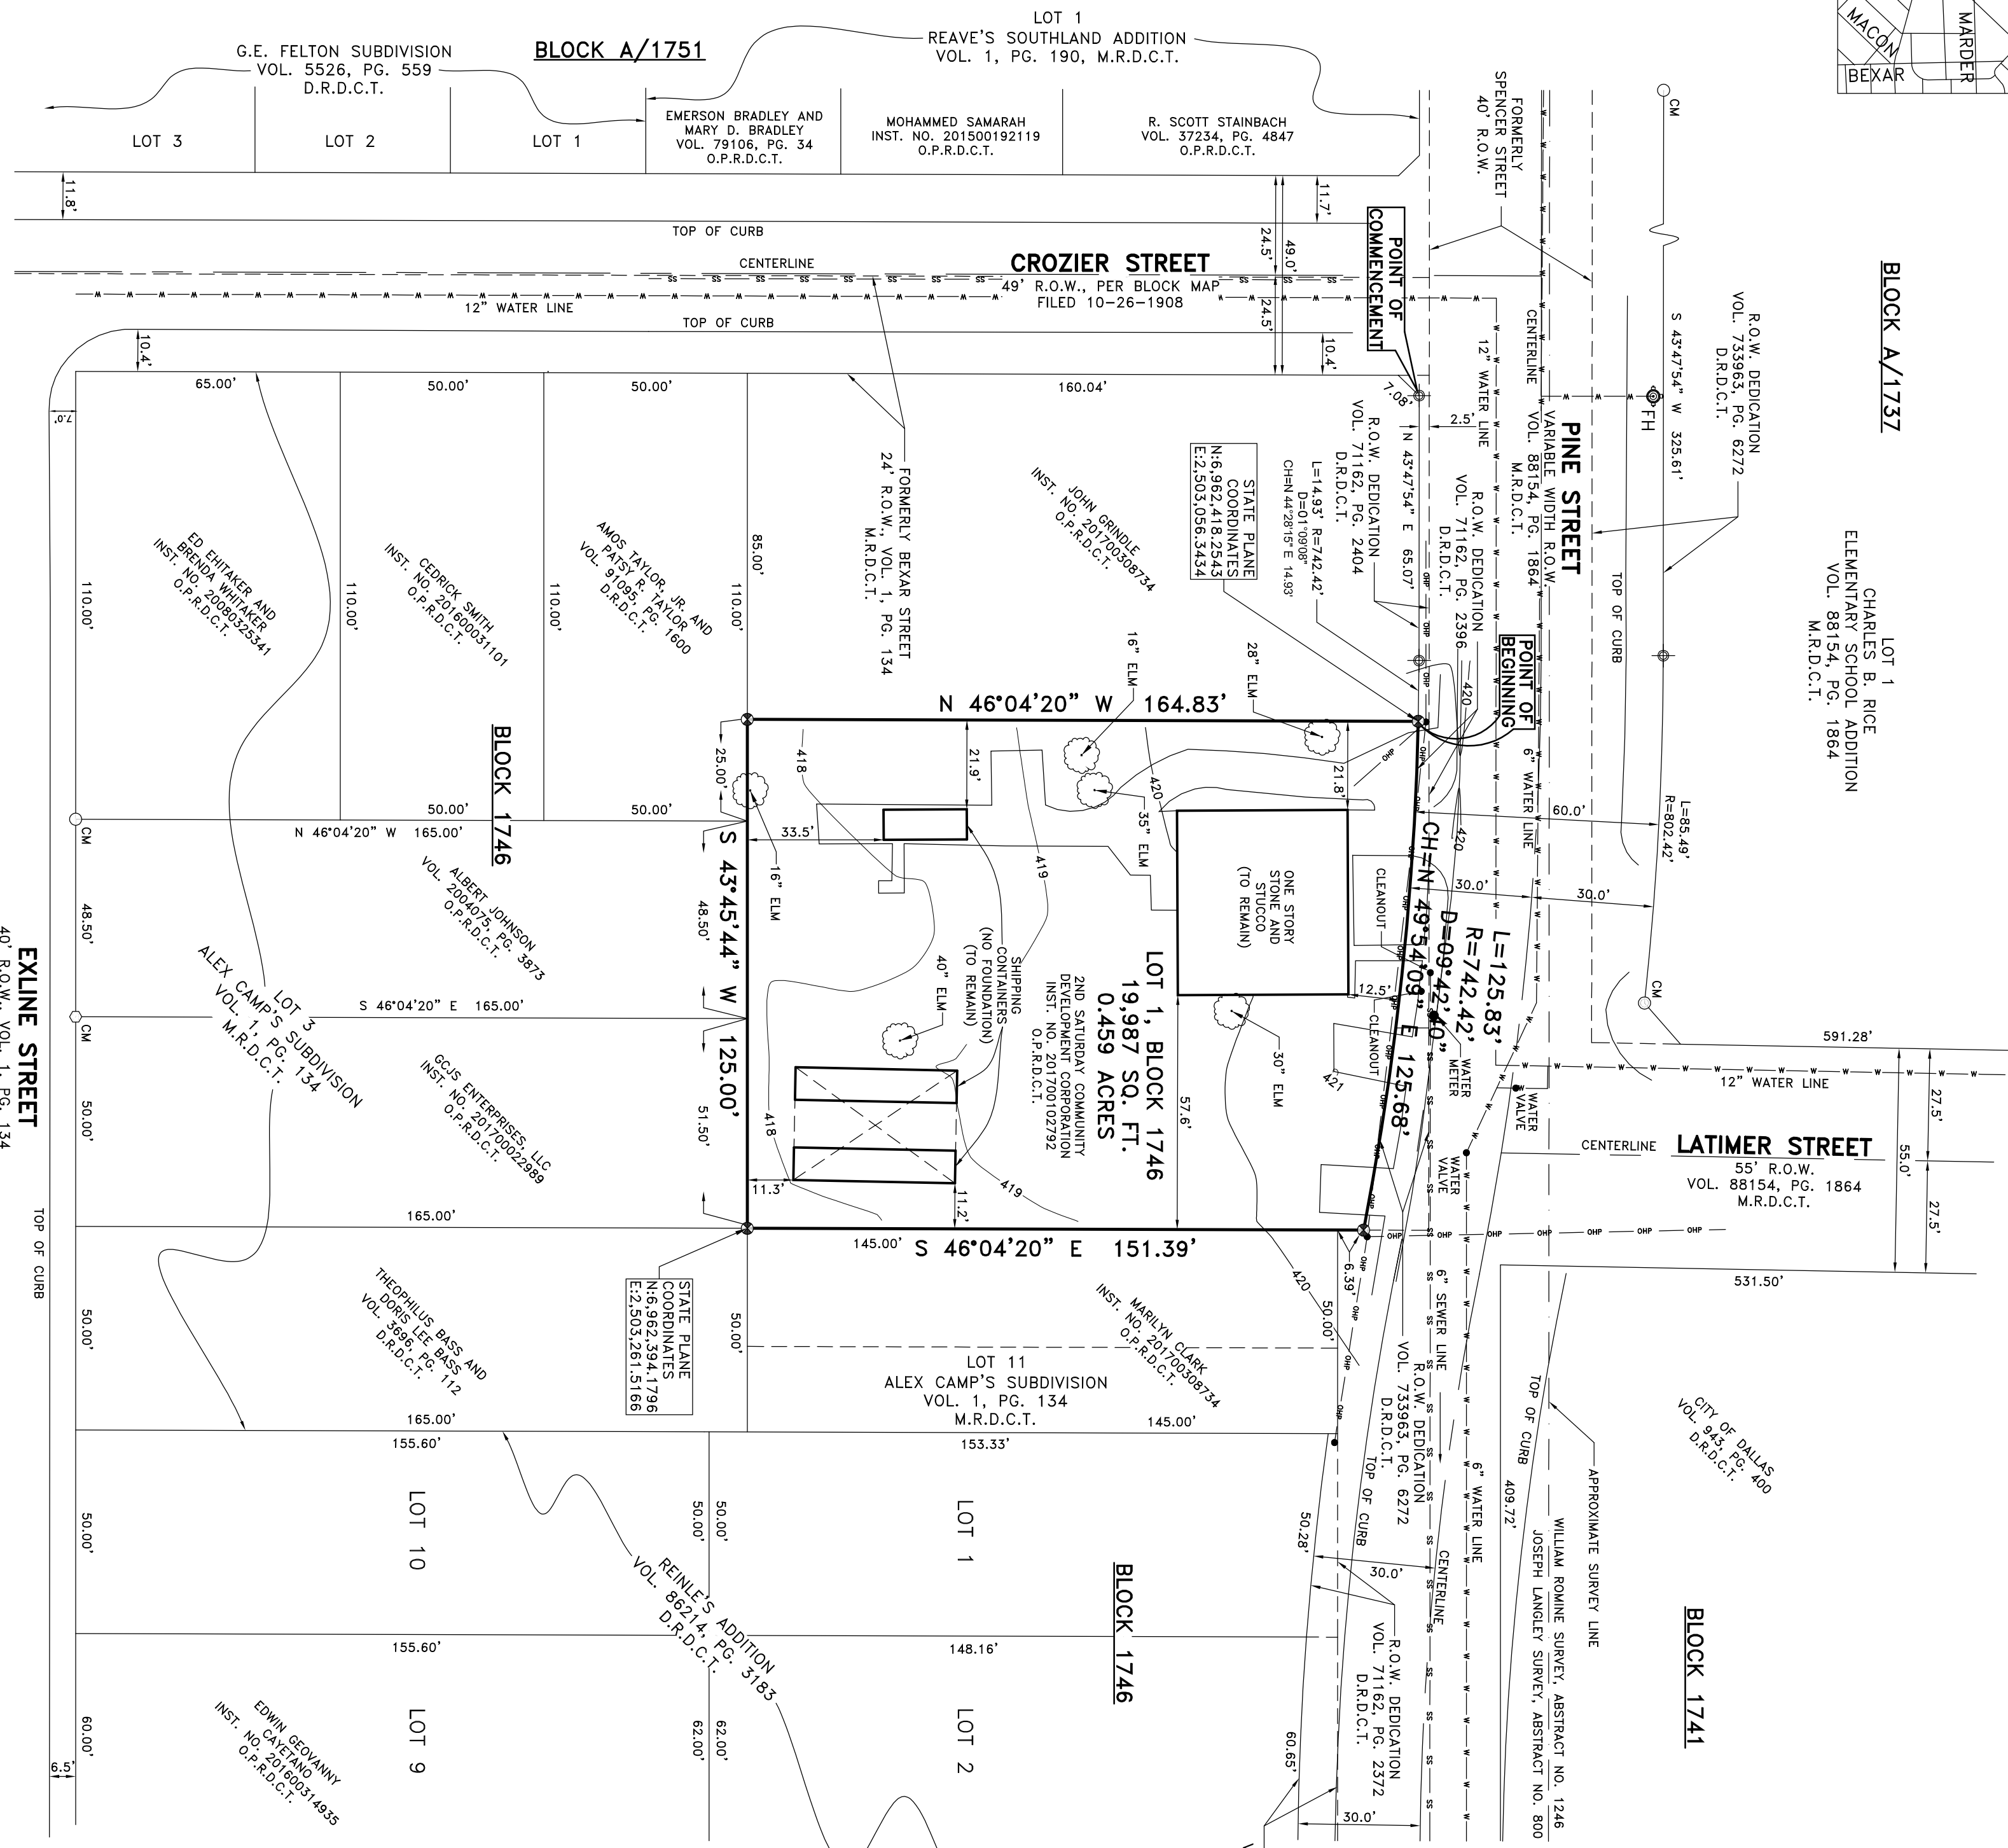 MACON
MARDER
BEXAR
G.E. FELTON SUBDIVISION
VOL. 5526, PG. 559
D.R.D.C.T.
BLOCK A/1751
LOT 1
REAVE'S SOUTHLAND ADDITION
VOL. 1, PG. 190, M.R.D.C.T.
LOT 3
LOT 2
LOT 1
EMERSON BRADLEY AND
MARY D. BRADLEY
VOL. 79106, PG. 34
O.P.R.D.C.T.
MOHAMMED SAMARAH
INST. NO. 201500192119
O.P.R.D.C.T.
R. SCOTT STAINBACH
VOL. 37234, PG. 4847
O.P.R.D.C.T.
FORMERLY
SPENCER STREET
40' R.O.W.
CM
BLOCK A/1737
11.8'
11.7'
TOP OF CURB
24.5'
49.0'
CENTERLINE
CROZIER STREET
49' R.O.W., PER BLOCK MAP
FILED 10-26-1908
12" WATER LINE
TOP OF CURB
24.5'
10.4'
10.4'
POINT OF
COMMENCEMENT
12" WATER LINE
CENTERLINE
PINE STREET
VARIABLE WIDTH R.O.W.
VOL. 88154, PG. 1864
M.R.D.C.T.
FH
S 43°47'54" W 325.61'
R.O.W. DEDICATION
VOL. 733963, PG. 6272
D.R.D.C.T.
LOT 1
CHARLES B. RICE
ELEMENTARY SCHOOL ADDITION
VOL. 88154, PG. 1864
M.R.D.C.T.
65.00'
50.00'
50.00'
160.04'
7.08'
2.5'
7.0'
N 43°47'54" E 65.07'
R.O.W. DEDICATION
VOL. 71162, PG. 2404
D.R.D.C.T.
R.O.W. DEDICATION
VOL. 71162, PG. 2396
D.R.D.C.T.
L=14.93' R=742.42'
D=01°09'08"
CH=N 44°28'15" E 14.93'
STATE PLANE
COORDINATES
N:6,962,418.2543
E:2,503,056.3434
JOHN GRINDLE
INST. NO. 201700308734
O.P.R.D.C.T.
FORMERLY BEXAR STREET
24' R.O.W., VOL. 1, PG. 134
M.R.D.C.T.
85.00'
110.00'
110.00'
110.00'
110.00'
AMOS TAYLOR, JR. AND
PATSY R. TAYLOR
VOL. 91095, PG. 1600
D.R.D.C.T.
CEDRICK SMITH
INST. NO. 201600031101
O.P.R.D.C.T.
ED EHITAKER AND
BRENDA WHITAKER
INST. NO. 20080325341
O.P.R.D.C.T.
TOP OF CURB
POINT OF
BEGINNING
420
16" ELM
28" ELM
N 46°04'20" W 164.83'
BLOCK 1746
25.00'
418
21.9'
419
420
21.8'
6" WATER LINE
420
60.0'
L=85.49'
R=802.42'
CM
50.00'
50.00'
N 46°04'20" W 165.00'
33.5'
16" ELM
35" ELM
S 43°45'44" W 125.00'
ONE STORY
STONE AND
STUCCO
(TO REMAIN)
CLEANOUT
30.0'
30.0'
L=125.83'
R=742.42'
D=09°42'40"
CH=N 49°54'09" E 125.68'
ALBERT JOHNSON
VOL. 2004075, PG. 3873
O.P.R.D.C.T.
48.50'
48.50'
SHIPPING
CONTAINERS
(NO FOUNDATION)
(TO REMAIN)
40" ELM
LOT 1, BLOCK 1746
19,987 SQ. FT.
0.459 ACRES
2ND SATURDAY COMMUNITY
DEVELOPMENT CORPORATION
INST. NO. 201700102792
O.P.R.D.C.T.
12.5'
CLEANOUT
30" ELM
421
57.6'
WATER
METER
WATER
VALVE
WATER
VALVE
CM
591.28'
12" WATER LINE
27.5'
55.0'
27.5'
CENTERLINE
LATIMER STREET
55' R.O.W.
VOL. 88154, PG. 1864
M.R.D.C.T.
EXLINE STREET
40' R.O.W., VOL. 1, PG. 134
TOP OF CURB
CM
S 46°04'20" E 165.00'
LOT 3
ALEX CAMP'S SUBDIVISION
VOL. 1, PG. 134
M.R.D.C.T.
GCJS ENTERPRISES, LLC
INST. NO. 201700022989
O.P.R.D.C.T.
50.00'
51.50'
418
11.3'
11.2'
419
165.00'
145.00'
S 46°04'20" E 151.39'
420
6.39'
531.50'
STATE PLANE
COORDINATES
N:6,962,394.1796
E:2,503,261.5166
THEOPHILUS BASS AND
DORIS LEE BASS
VOL. 3696, PG. 112
D.R.D.C.T.
50.00'
50.00'
50.00'
MARILYN CLARK
INST. NO. 201700308734
O.P.R.D.C.T.
LOT 11
ALEX CAMP'S SUBDIVISION
VOL. 1, PG. 134
M.R.D.C.T.
6" SEWER LINE
R.O.W. DEDICATION
VOL. 733963, PG. 6272
D.R.D.C.T.
TOP OF CURB
TOP OF CURB
CITY OF DALLAS
VOL. 943, PG. 400
D.R.D.C.T.
165.00'
145.00'
155.60'
153.33'
50.00'
LOT 10
50.00'
50.00'
LOT 1
50.28'
30.0'
6" WATER LINE
CENTERLINE
409.72'
APPROXIMATE SURVEY LINE
WILLIAM ROMINE SURVEY, ABSTRACT NO. 1246
JOSEPH LANGLEY SURVEY, ABSTRACT NO. 800
REINLE'S ADDITION
VOL. 86214, PG. 3183
D.R.D.C.T.
BLOCK 1746
BLOCK 1741
155.60'
148.16'
R.O.W. DEDICATION
VOL. 71162, PG. 2372
D.R.D.C.T.
60.00'
LOT 9
62.00'
62.00'
LOT 2
60.65'
30.0'
EDWIN GEOVANNY
CAYETANO
INST. NO. 201600314935
O.P.R.D.C.T.
6.5'